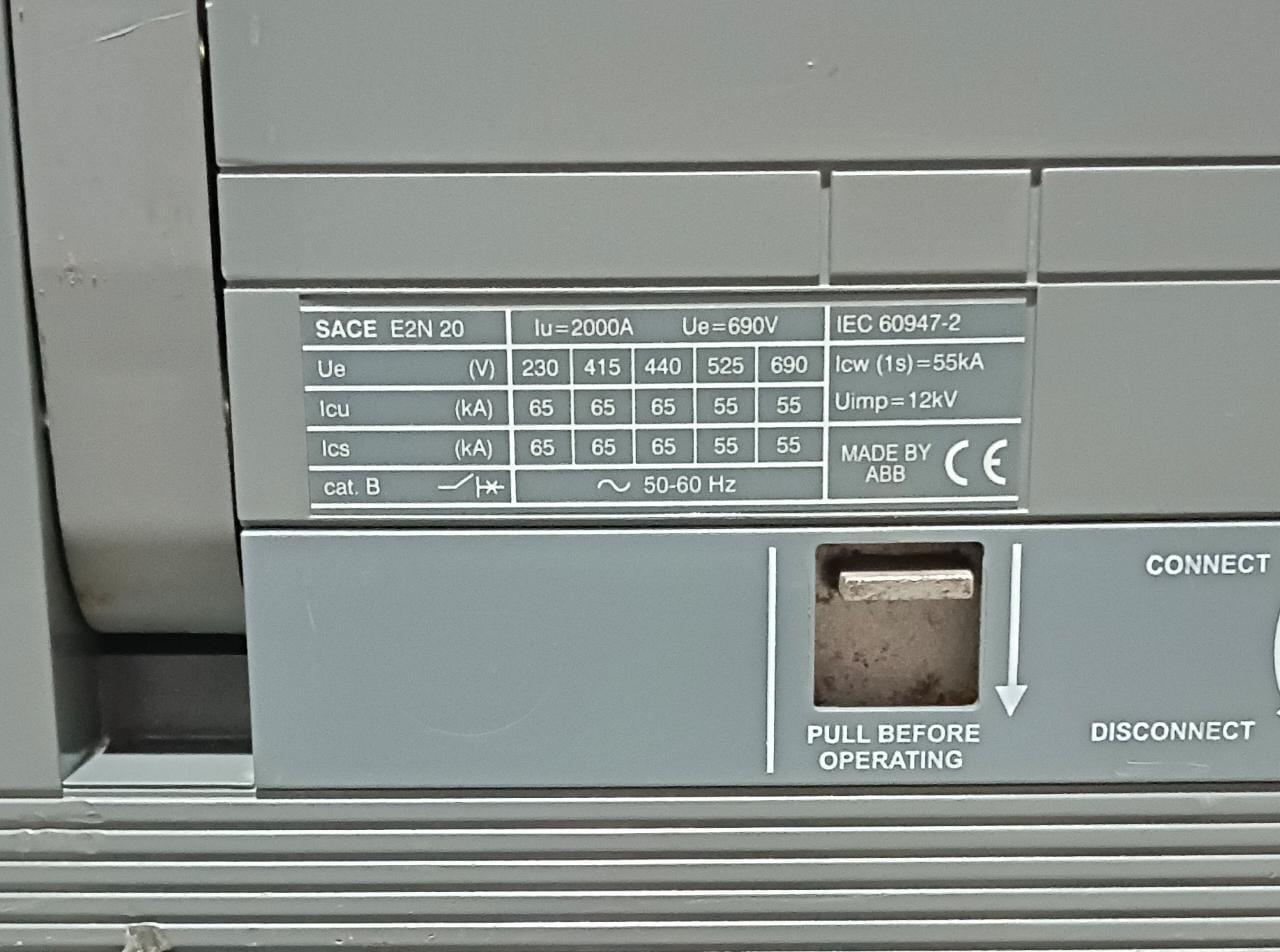 SACE E2N 20 Iu=2000A Ue=690V IEC 60947-2
Ue (V) 230 415 440 525 690 Icw (1s)=55kA
Icu (kA) 65 65 65 55 55 Uimp=12kV
Ics (kA) 65 65 65 55 55 MADE BY
ABB CE
cat. B ~ 50-60 Hz
CONNECT
PULL BEFORE
OPERATING
DISCONNECT